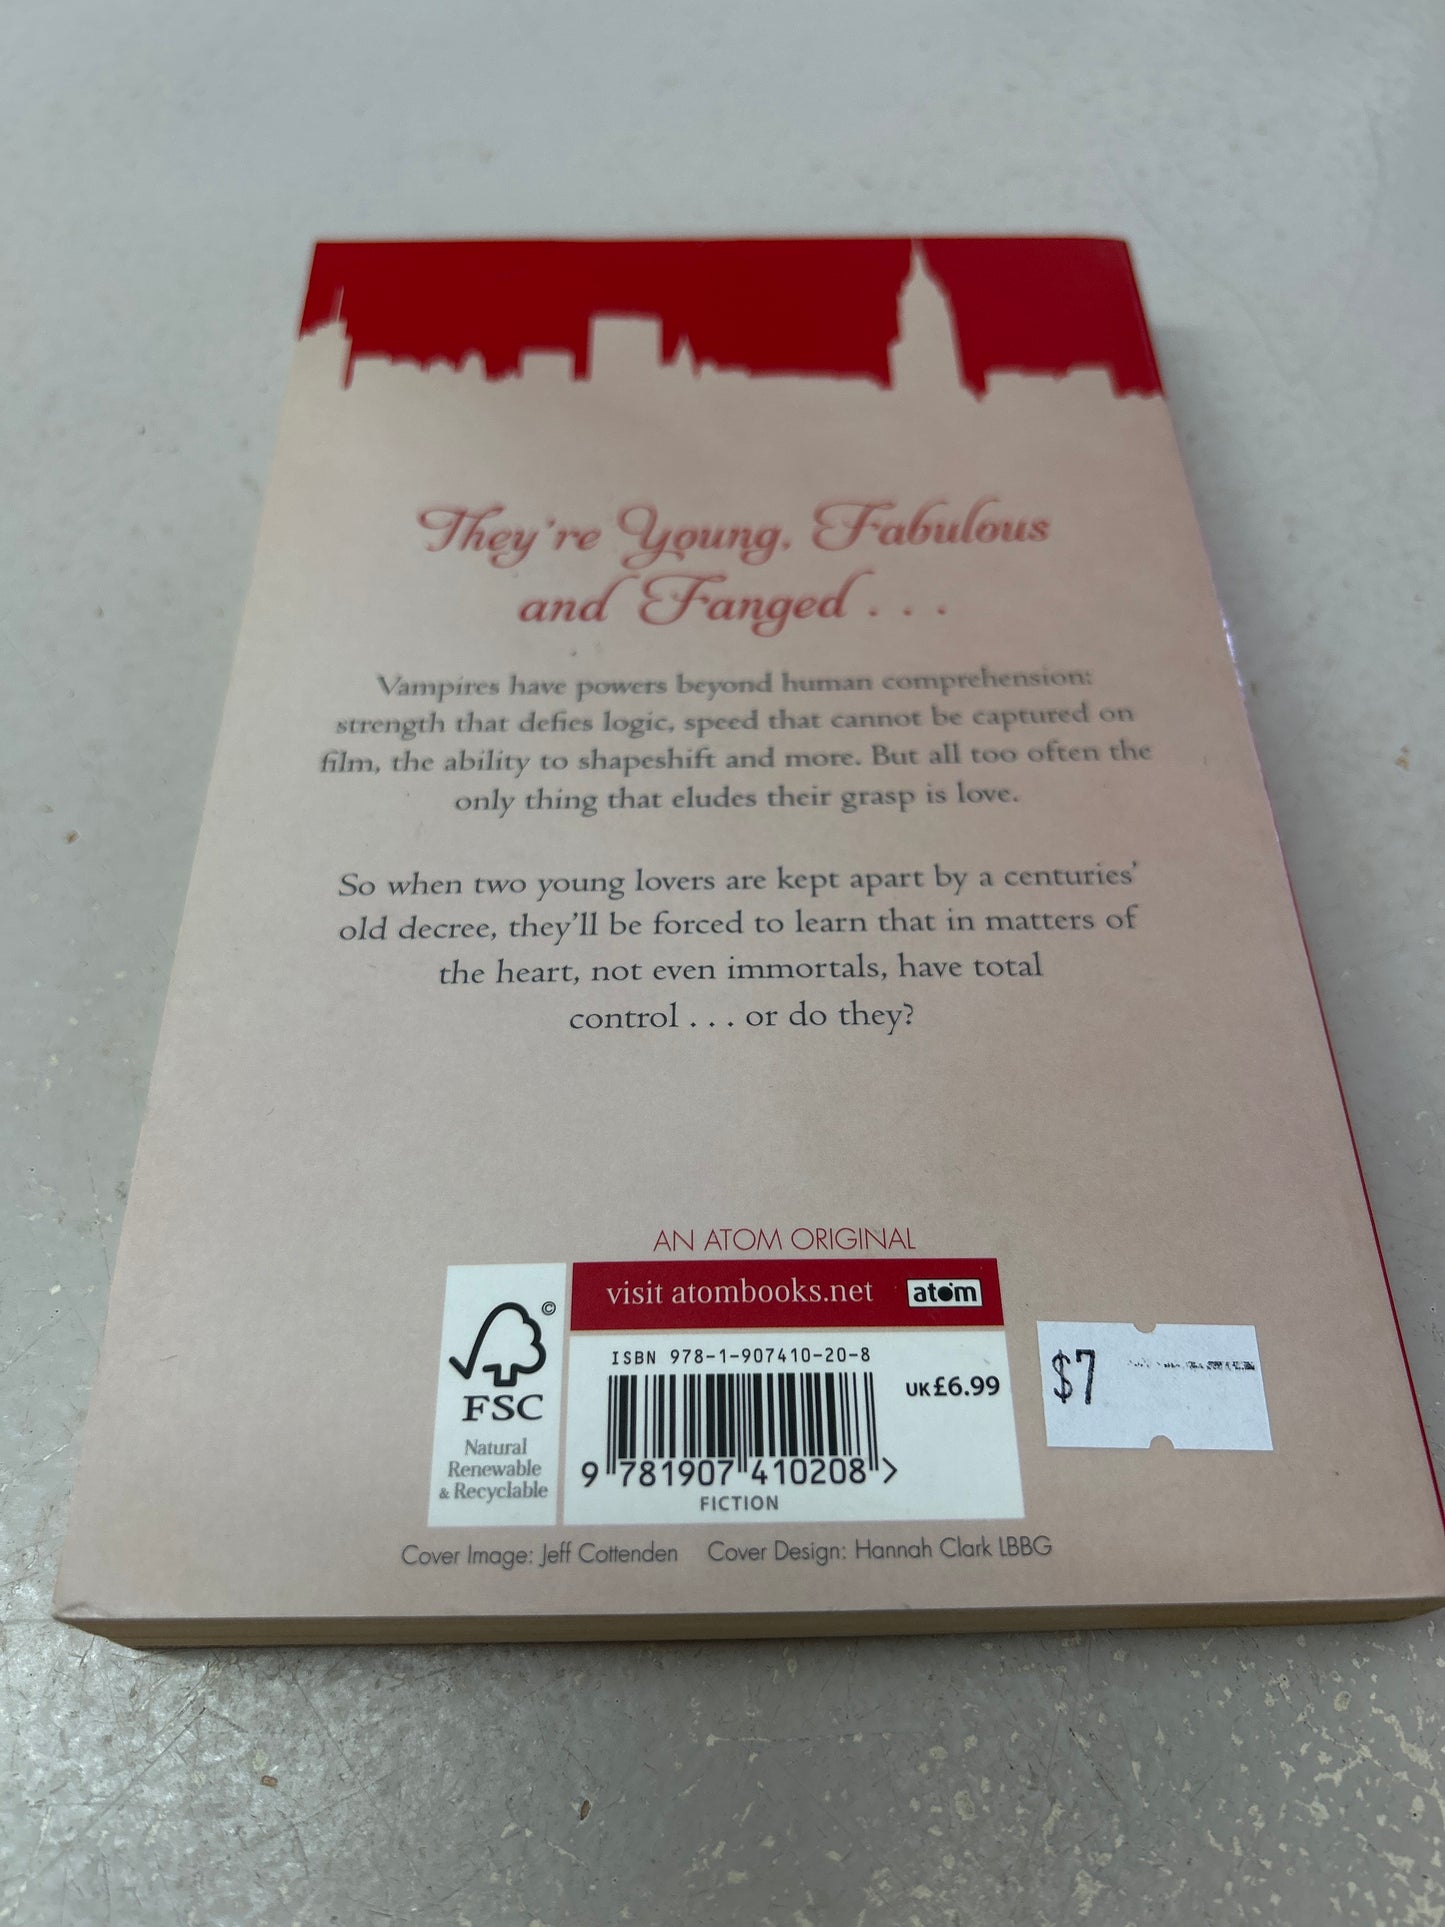 They're Young, Fabulous
and Fanged . . .
Vampires have powers beyond human comprehension:
strength that defies logic, speed that cannot be captured on
film, the ability to shapeshift and more. But all too often the
only thing that eludes their grasp is love.
So when two young lovers are kept apart by a centuries'
old decree, they'll be forced to learn that in matters of
the heart, not even immortals, have total
control . . . or do they?
AN ATOM ORIGINAL
visit atombooks.net atom
©
FSC
Natural
Renewable
& Recyclable
ISBN 978-1-907410-20-8
UK£6.99
9 781907 410208 >
FICTION
$7
Cover Image: Jeff Cottenden Cover Design: Hannah Clark LBBG